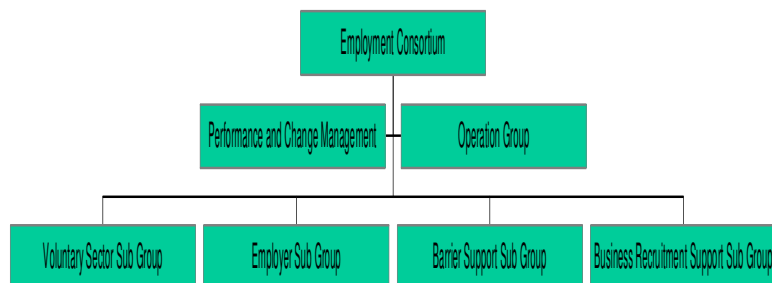 Employment Consortium
Performance and Change Management
Operation Group
Voluntary Sector Sub Group
Employer Sub Group
Barrier Support Sub Group
Business Recruitment Support Sub Group